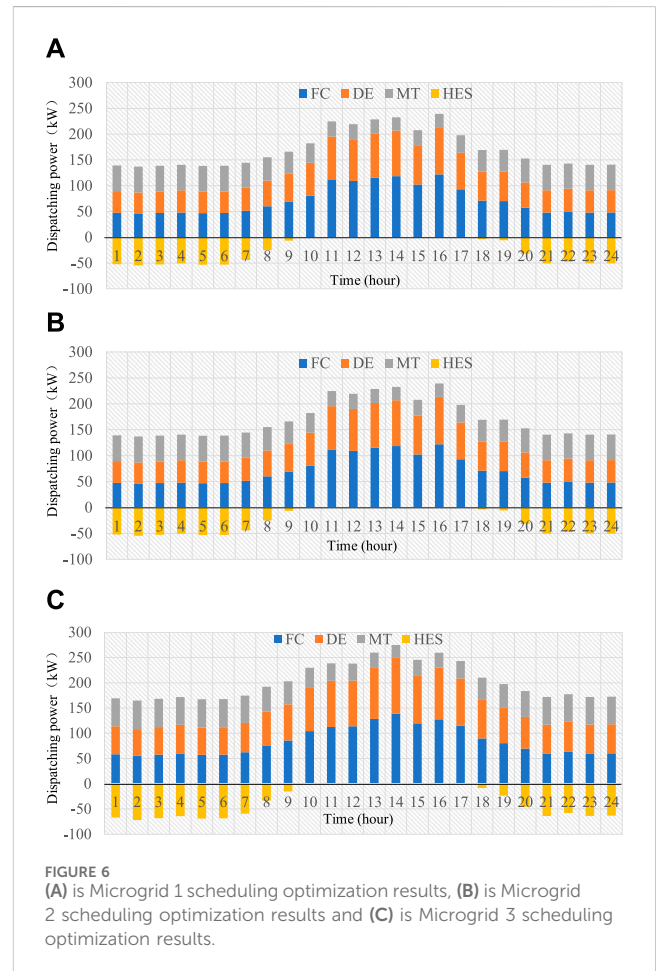 A
Dispatching power（kW）
300
250
200
150
100
50
0
-50
-100
FC DE MT HES
1 2 3 4 5 6 7 8 9 10 11 12 13 14 15 16 17 18 19 20 21 22 23 24
Time (hour)
B
Dispatching power（kW）
300
250
200
150
100
50
0
-50
-100
FC DE MT HES
1 2 3 4 5 6 7 8 9 10 11 12 13 14 15 16 17 18 19 20 21 22 23 24
Time (hour)
C
Dispatching power（kW）
300
250
200
150
100
50
0
-50
-100
FC DE MT HES
1 2 3 4 5 6 7 8 9 10 11 12 13 14 15 16 17 18 19 20 21 22 23 24
Time (hour)
FIGURE 6
(A) is Microgrid 1 scheduling optimization results, (B) is Microgrid
2 scheduling optimization results and (C) is Microgrid 3 scheduling
optimization results.